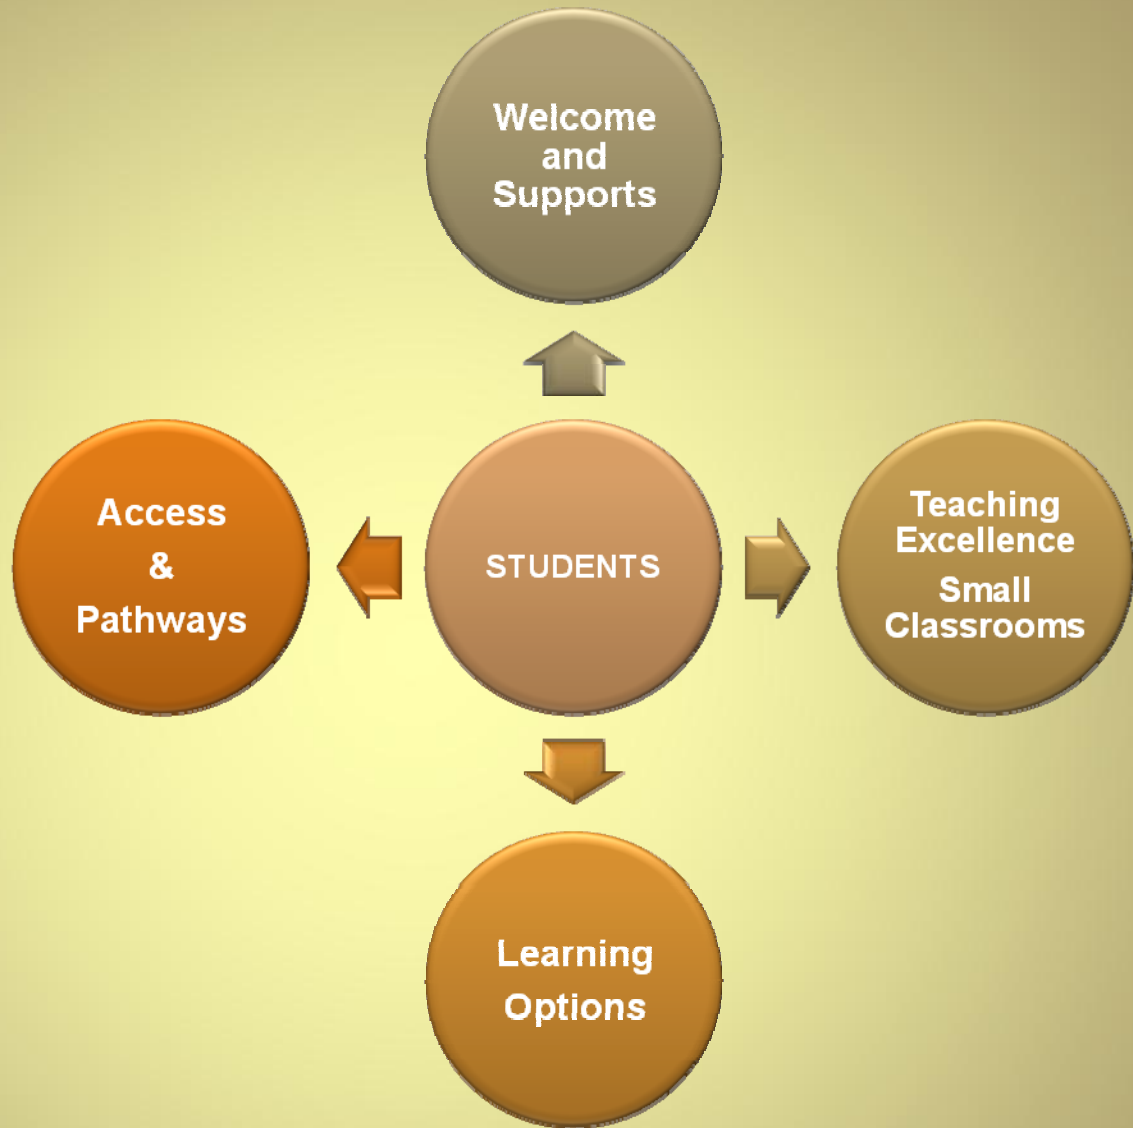 Welcome
and
Supports
Access
&
Pathways
STUDENTS
Teaching
Excellence
Small
Classrooms
Learning
Options